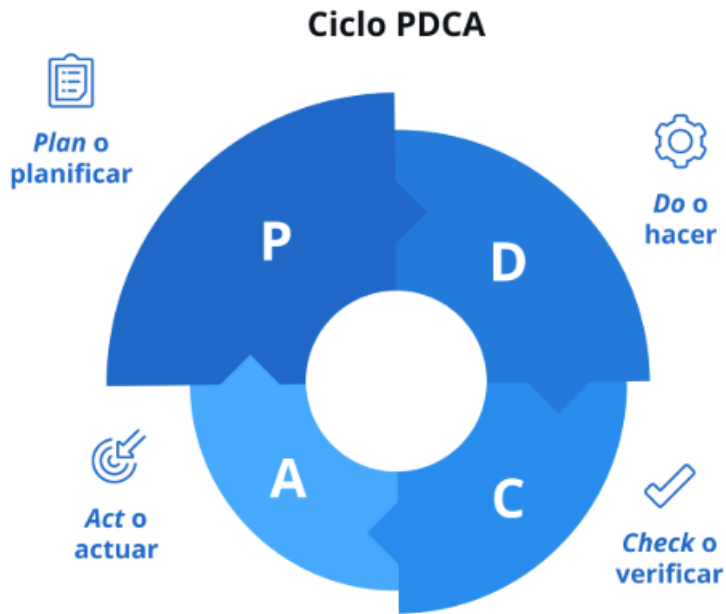 Ciclo PDCA
Plan o
planificar
P
D
Do o
hacer
A
C
Act o
actuar
Check o
verificar